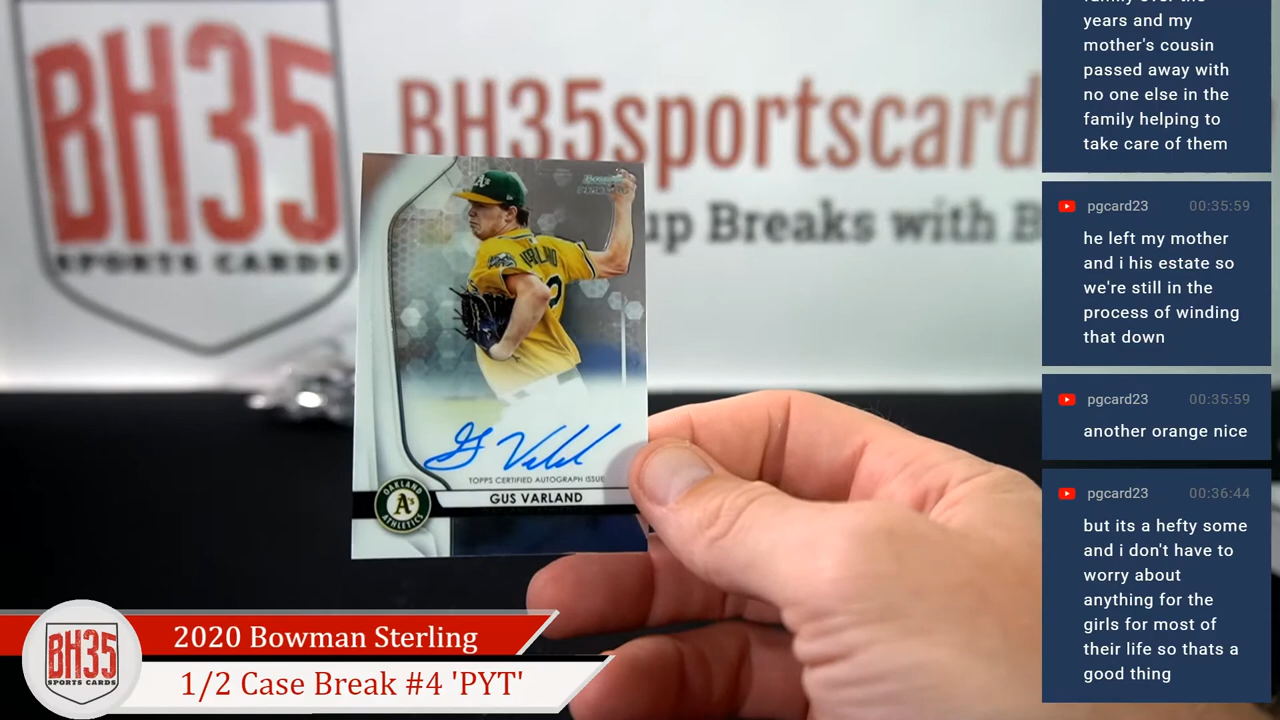 BH35
SPORTS CARDS
BH35sportscard
up Breaks with B
A's
VARLAND
TOPPS CERTIFIED AUTOGRAPH ISSUE
GUS VARLAND
OAKLAND
A's
ATHLETICS
BH35
SPORTS CARDS
2020 Bowman Sterling
1/2 Case Break #4 'PYT'
family over the
years and my
mother's cousin
passed away with
no one else in the
family helping to
take care of them
pgcard23 00:35:59
he left my mother
and i his estate so
we're still in the
process of winding
that down
pgcard23 00:35:59
another orange nice
pgcard23 00:36:44
but its a hefty some
and i don't have to
worry about
anything for the
girls for most of
their life so thats a
good thing